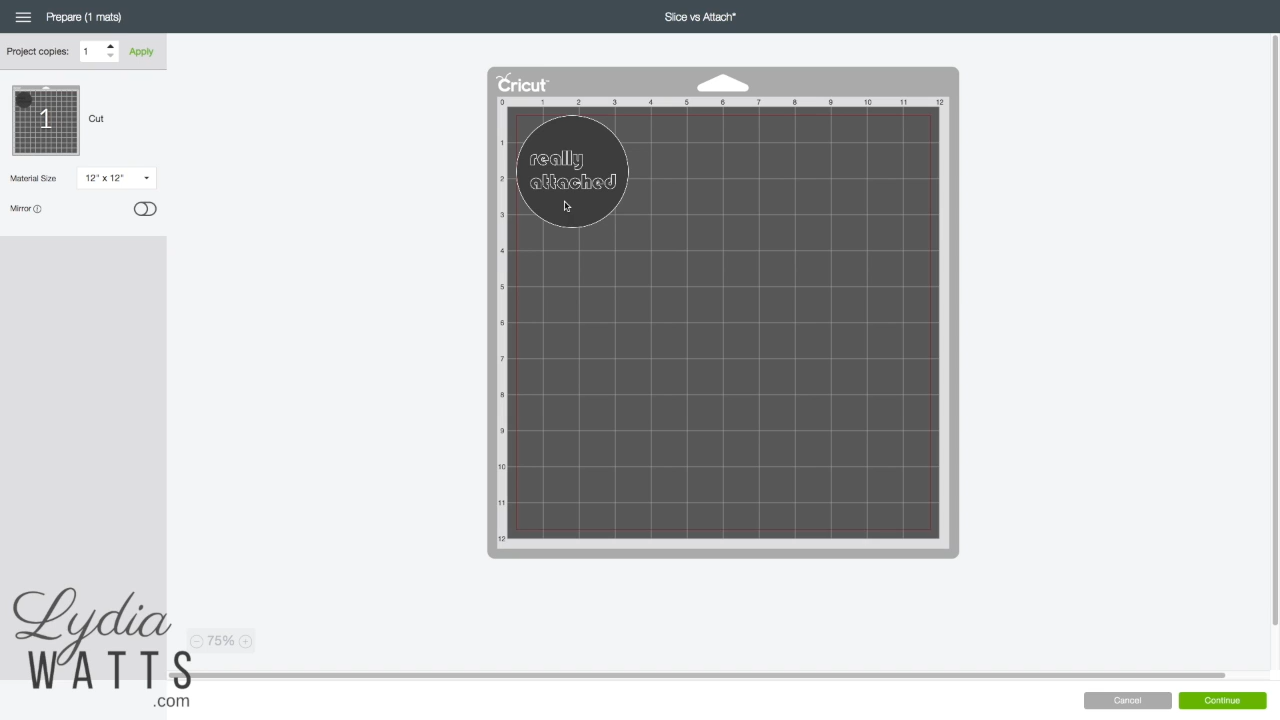 Prepare (1 mats)
Slice vs Attach*
Project copies: 1 Apply
1 Cut
Material Size 12" x 12"
Mirror
Cricut
0 1 2 3 4 5 6 7 8 9 10 11 12
1
2
3
4
5
6
7
8
9
10
11
12
really
attached
75%
Lydia
WATTS
.com
Cancel Continue